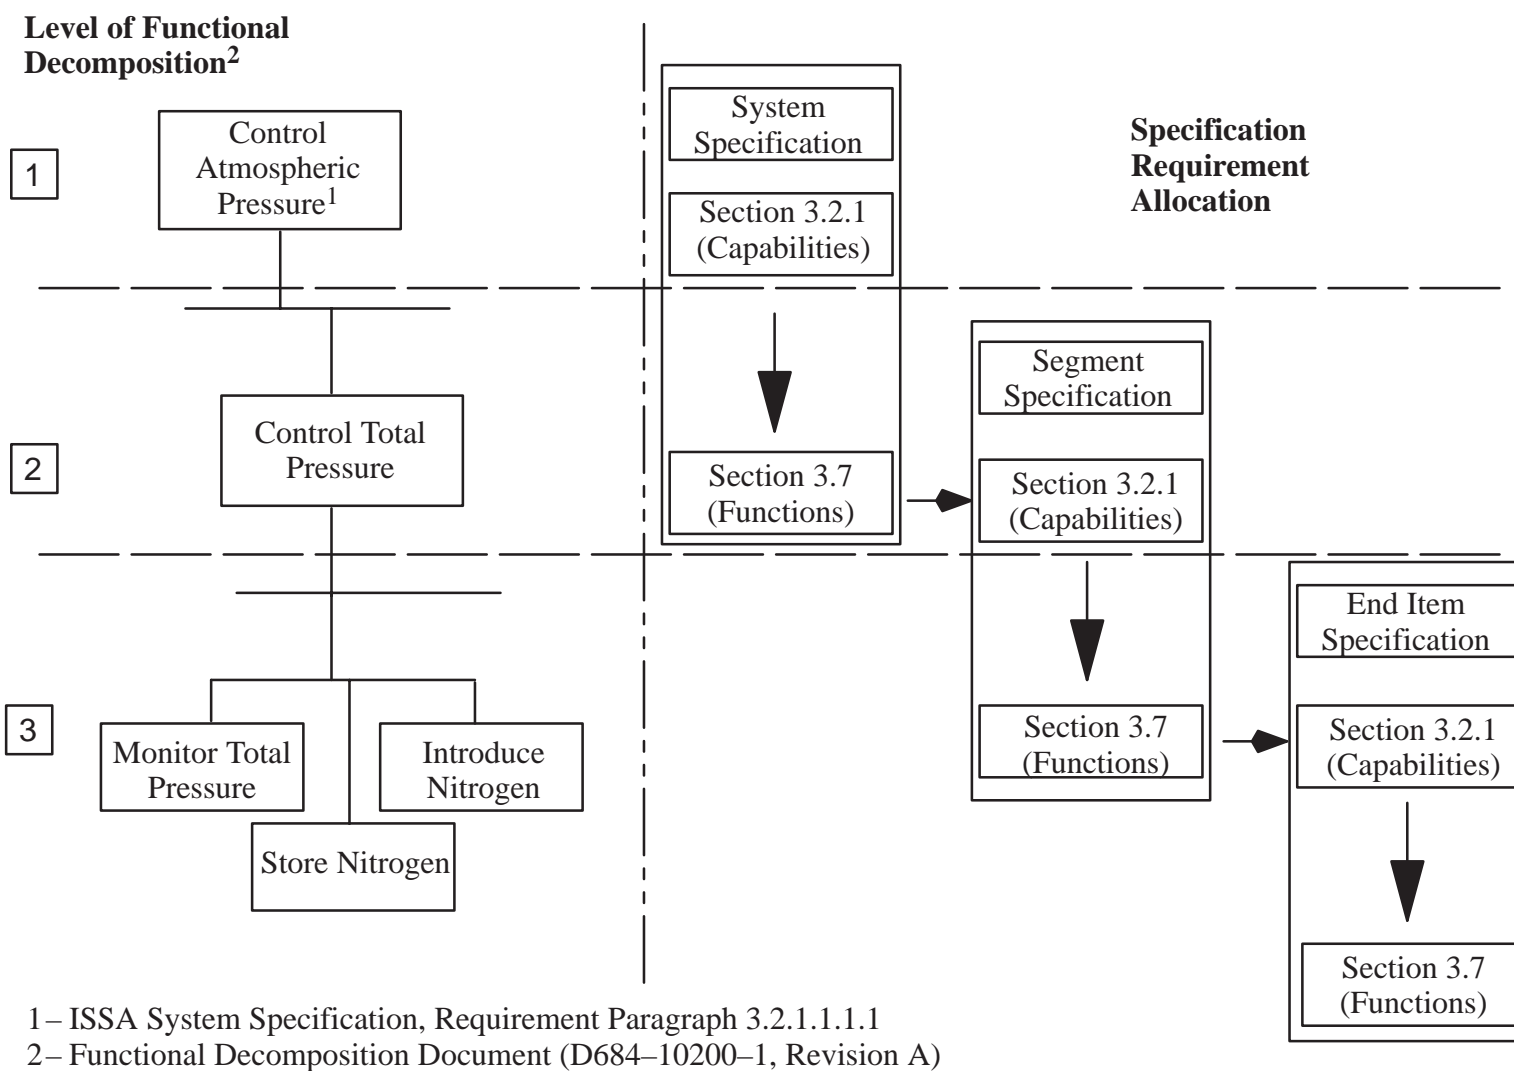 Level of Functional
Decomposition2
1
Control
Atmospheric
Pressure1
System
Specification
Section 3.2.1
(Capabilities)
Specification
Requirement
Allocation
2
Control Total
Pressure
Section 3.7
(Functions)
Segment
Specification
Section 3.2.1
(Capabilities)
3
Monitor Total
Pressure
Introduce
Nitrogen
Store Nitrogen
Section 3.7
(Functions)
End Item
Specification
Section 3.2.1
(Capabilities)
Section 3.7
(Functions)
1– ISSA System Specification, Requirement Paragraph 3.2.1.1.1.1
2– Functional Decomposition Document (D684–10200–1, Revision A)